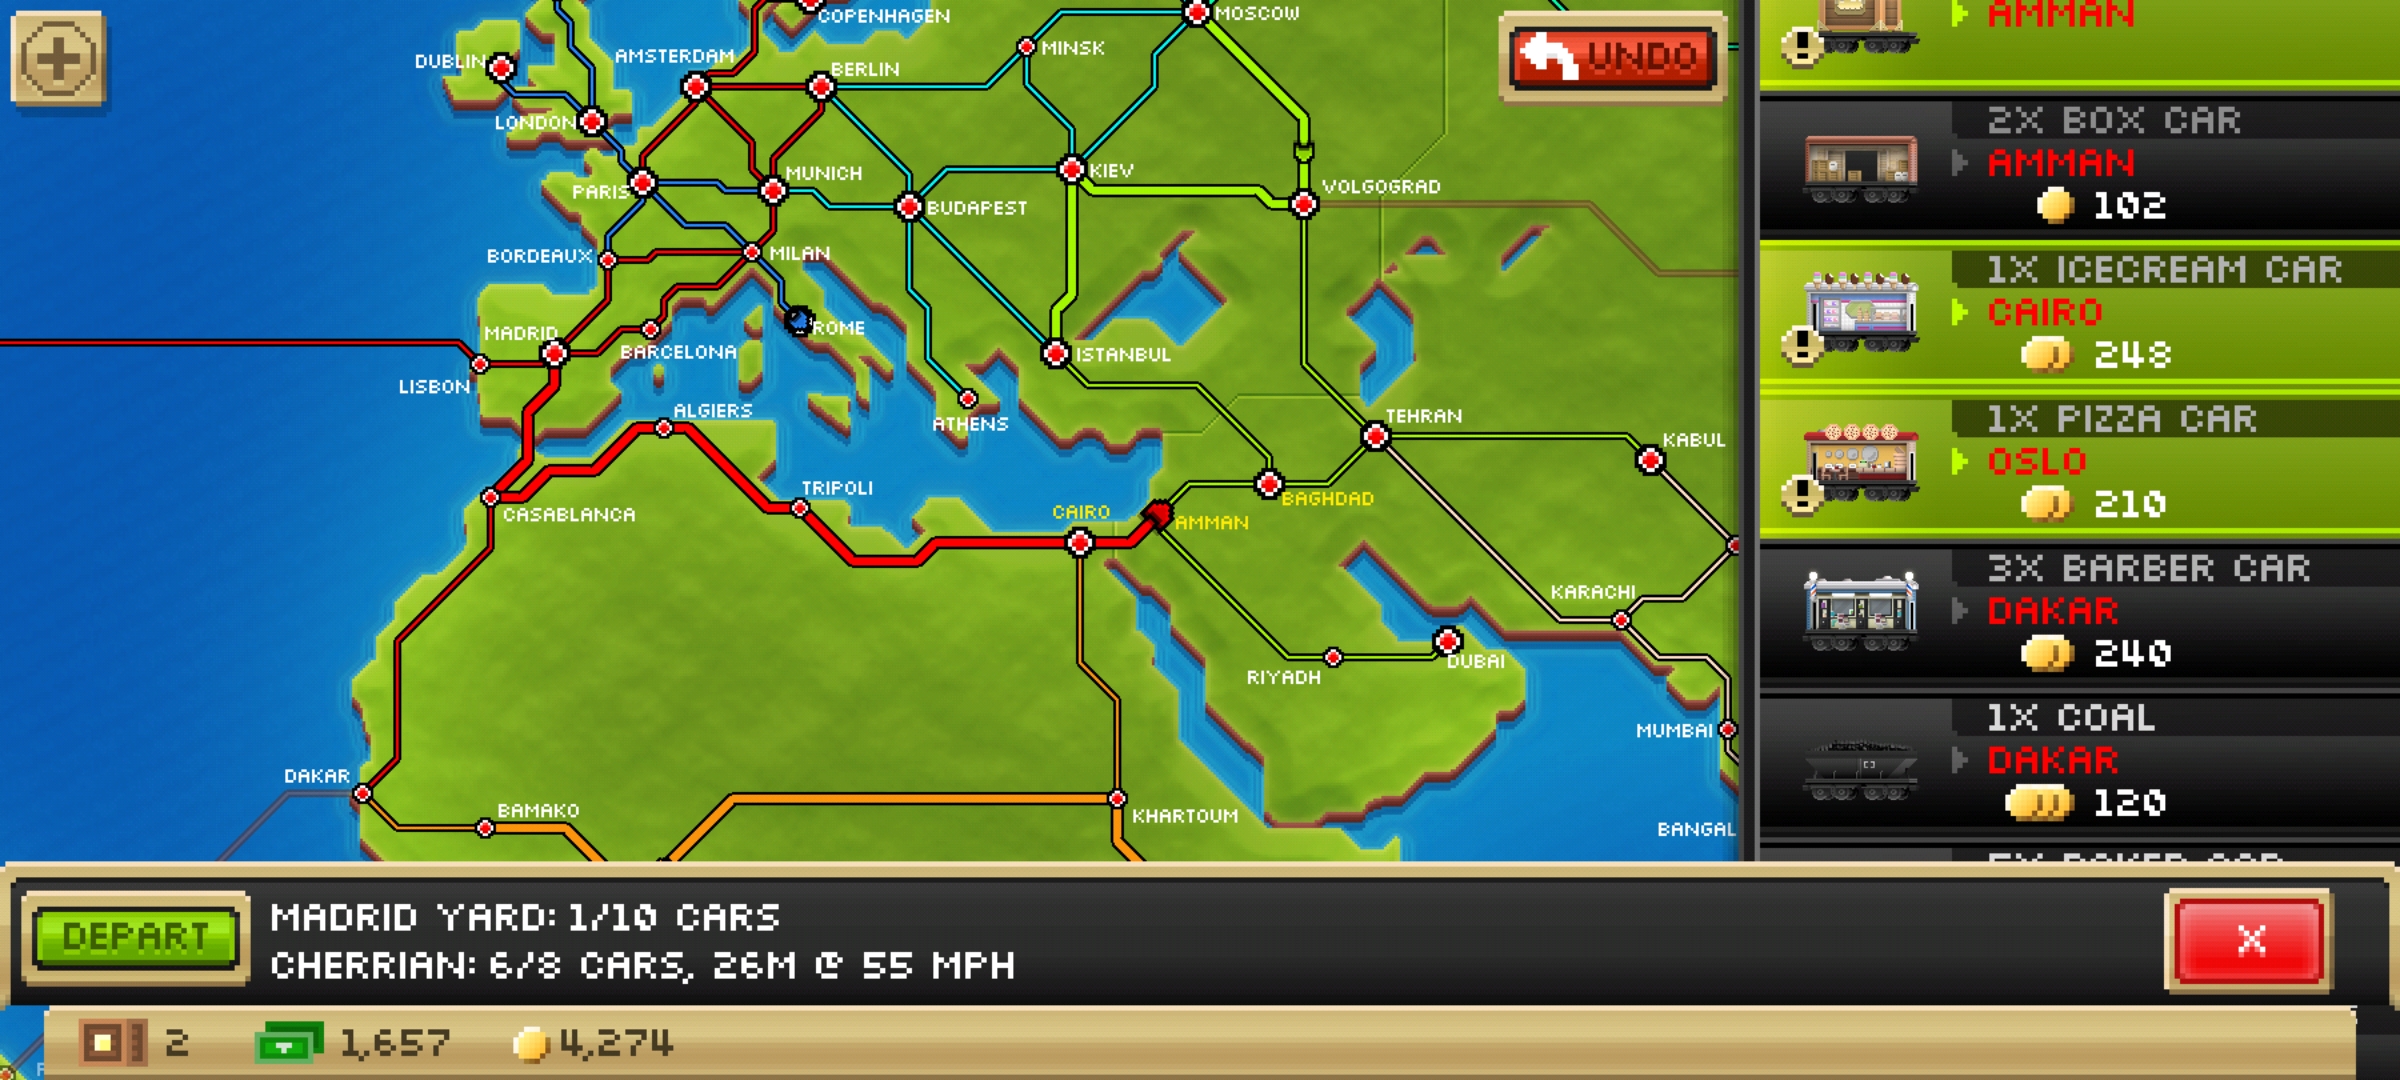 COPENHAGEN
MOSCOW
MINSK
DUBLIN
AMSTERDAM
BERLIN
LONDON
PARIS
MUNICH
KIEV
VOLGOGRAD
BUDAPEST
BORDEAUX
MILAN
MADRID
BARCELONA
ROME
ISTANBUL
LISBON
ALGIERS
ATHENS
TEHRAN
KABUL
TRIPOLI
CASABLANCA
CAIRO
AMMAN
BAGHDAD
KARACHI
RIYADH
DUBAI
MUMBAI
DAKAR
BAMAKO
KHARTOUM
BANGAL
UNDO
AMMAN
2X BOX CAR
AMMAN
102
1X ICECREAM CAR
CAIRO
248
1X PIZZA CAR
OSLO
210
3X BARBER CAR
DAKAR
240
1X COAL
DAKAR
120
DEPART
MADRID YARD: 1/10 CARS
CHERRIAN: 6/8 CARS, 26M @ 55 MPH
X
2
1,657
4,274